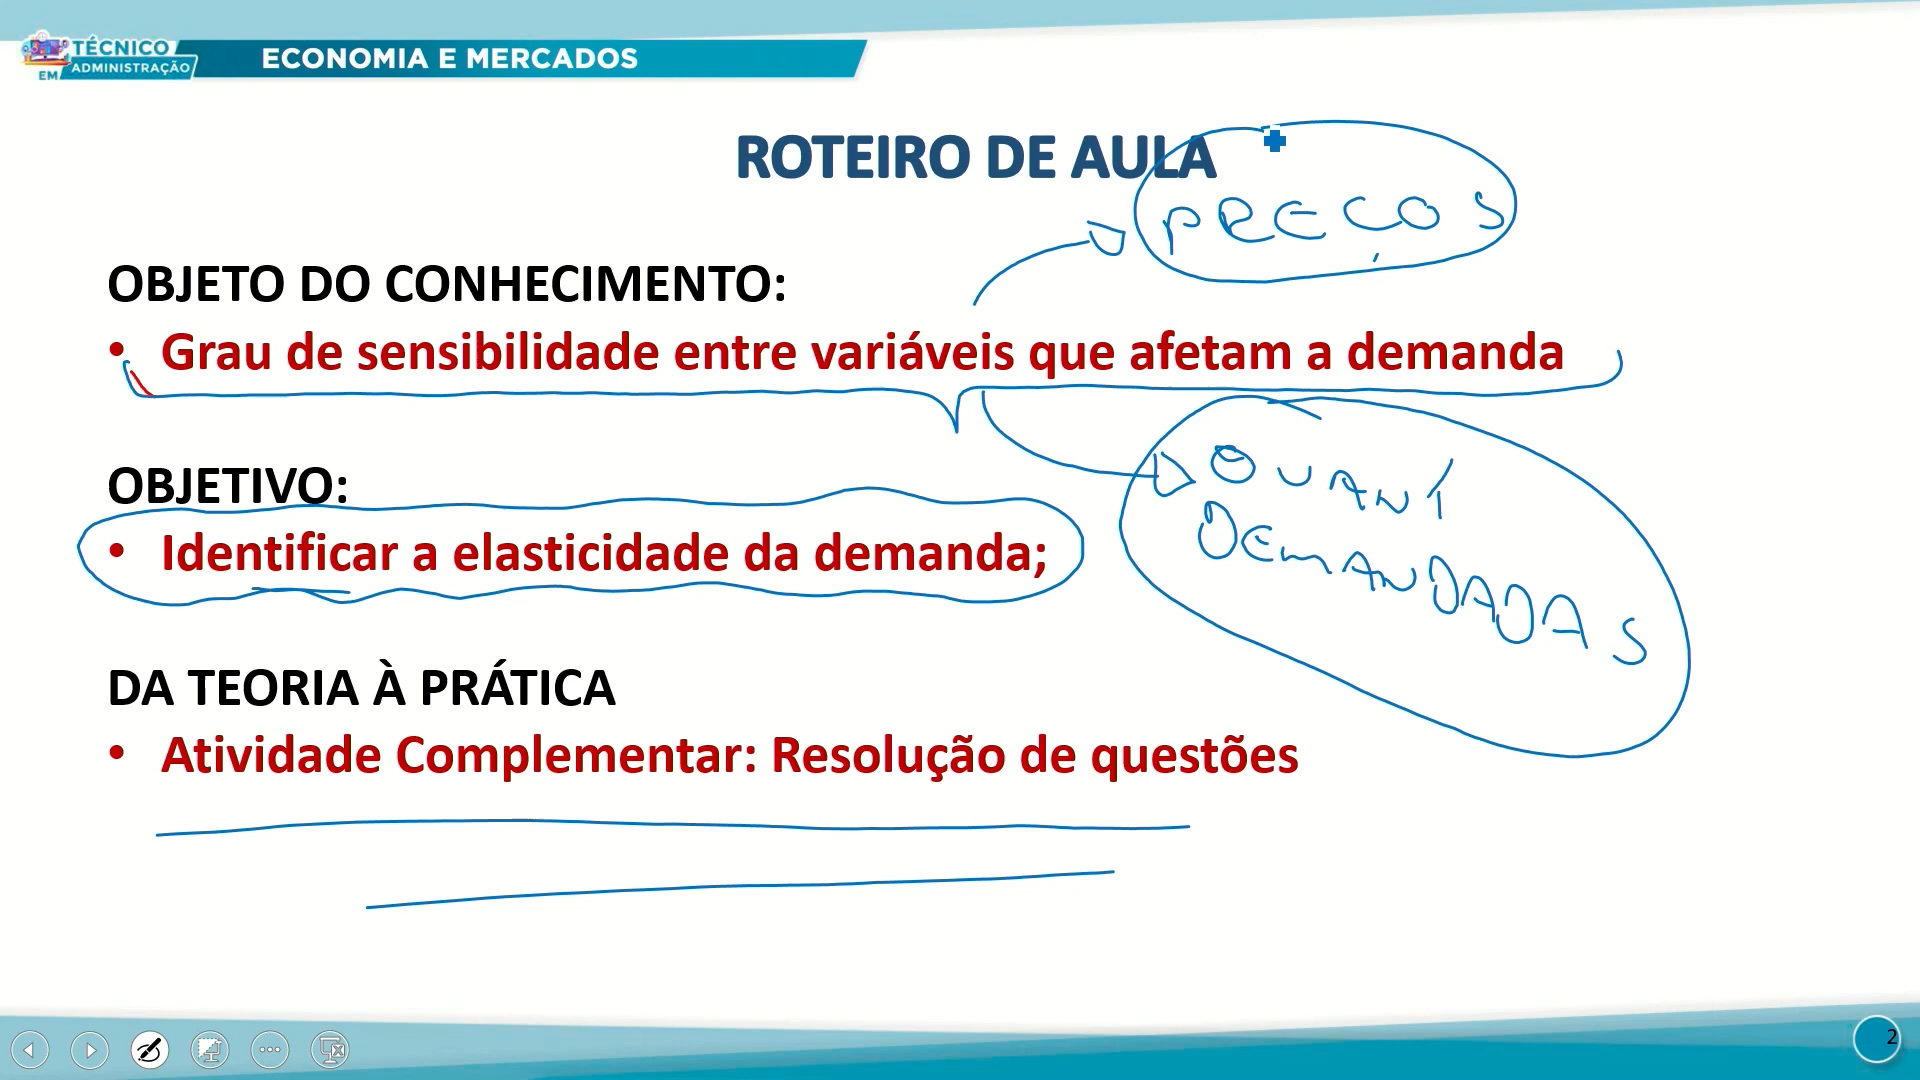 TÉCNICO
EM ADMINISTRAÇÃO
ECONOMIA E MERCADOS
ROTEIRO DE AULA
PREÇOS
OBJETO DO CONHECIMENTO:
• Grau de sensibilidade entre variáveis que afetam a demanda
QUANT
DEMANDADAS
OBJETIVO:
• Identificar a elasticidade da demanda;
DA TEORIA À PRÁTICA
• Atividade Complementar: Resolução de questões
2